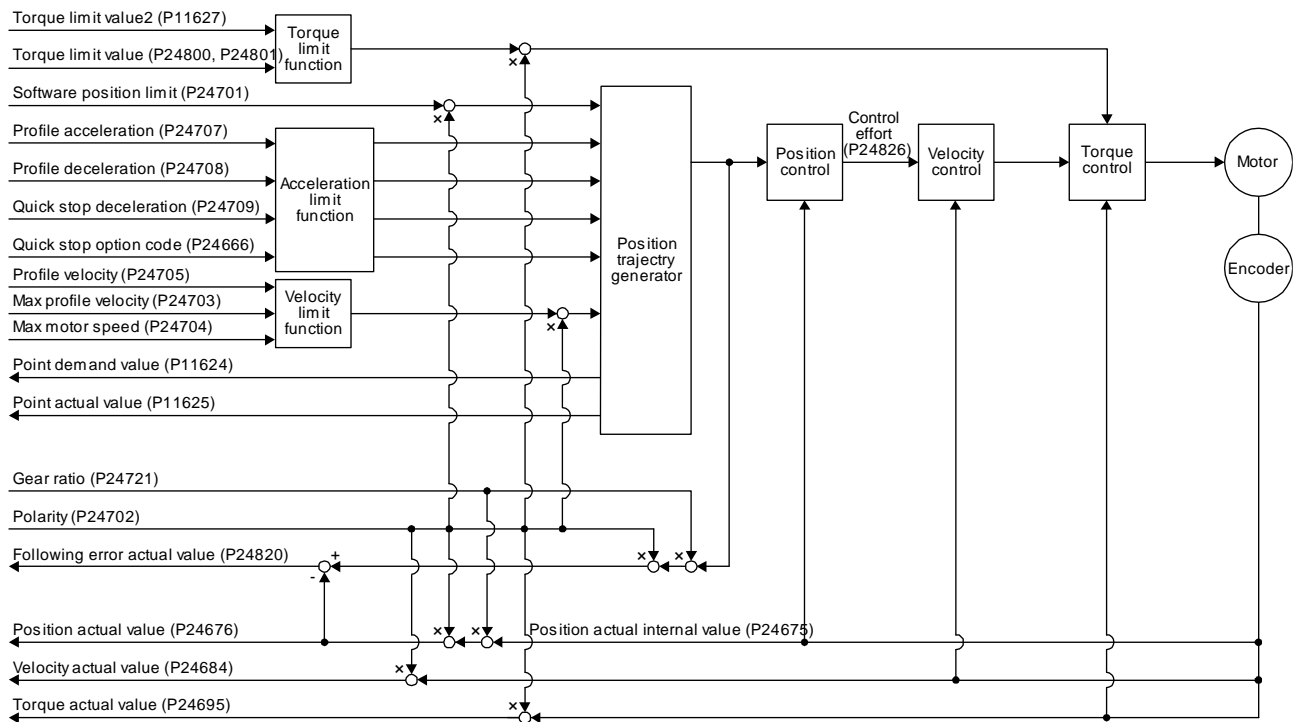 Torque limit value2 (P11627)
Torque limit value (P24800, P24801)
Torque
limit
function
×
Software position limit (P24701)
×
Profile acceleration (P24707)
Profile deceleration (P24708)
Quick stop deceleration (P24709)
Quick stop option code (P24666)
Acceleration
limit
function
Profile velocity (P24705)
Max profile velocity (P24703)
Max motor speed (P24704)
Velocity
limit
function
×
Position
trajectry
generator
Position
control
Control
effort
(P24826)
Velocity
control
Torque
control
Motor
Encoder
Point demand value (P11624)
Point actual value (P11625)
Gear ratio (P24721)
Polarity (P24702)
Following error actual value (P24820)
+
-
×
×
Position actual value (P24676)
×
×
Position actual internal value (P24675)
Velocity actual value (P24684)
×
Torque actual value (P24695)
×